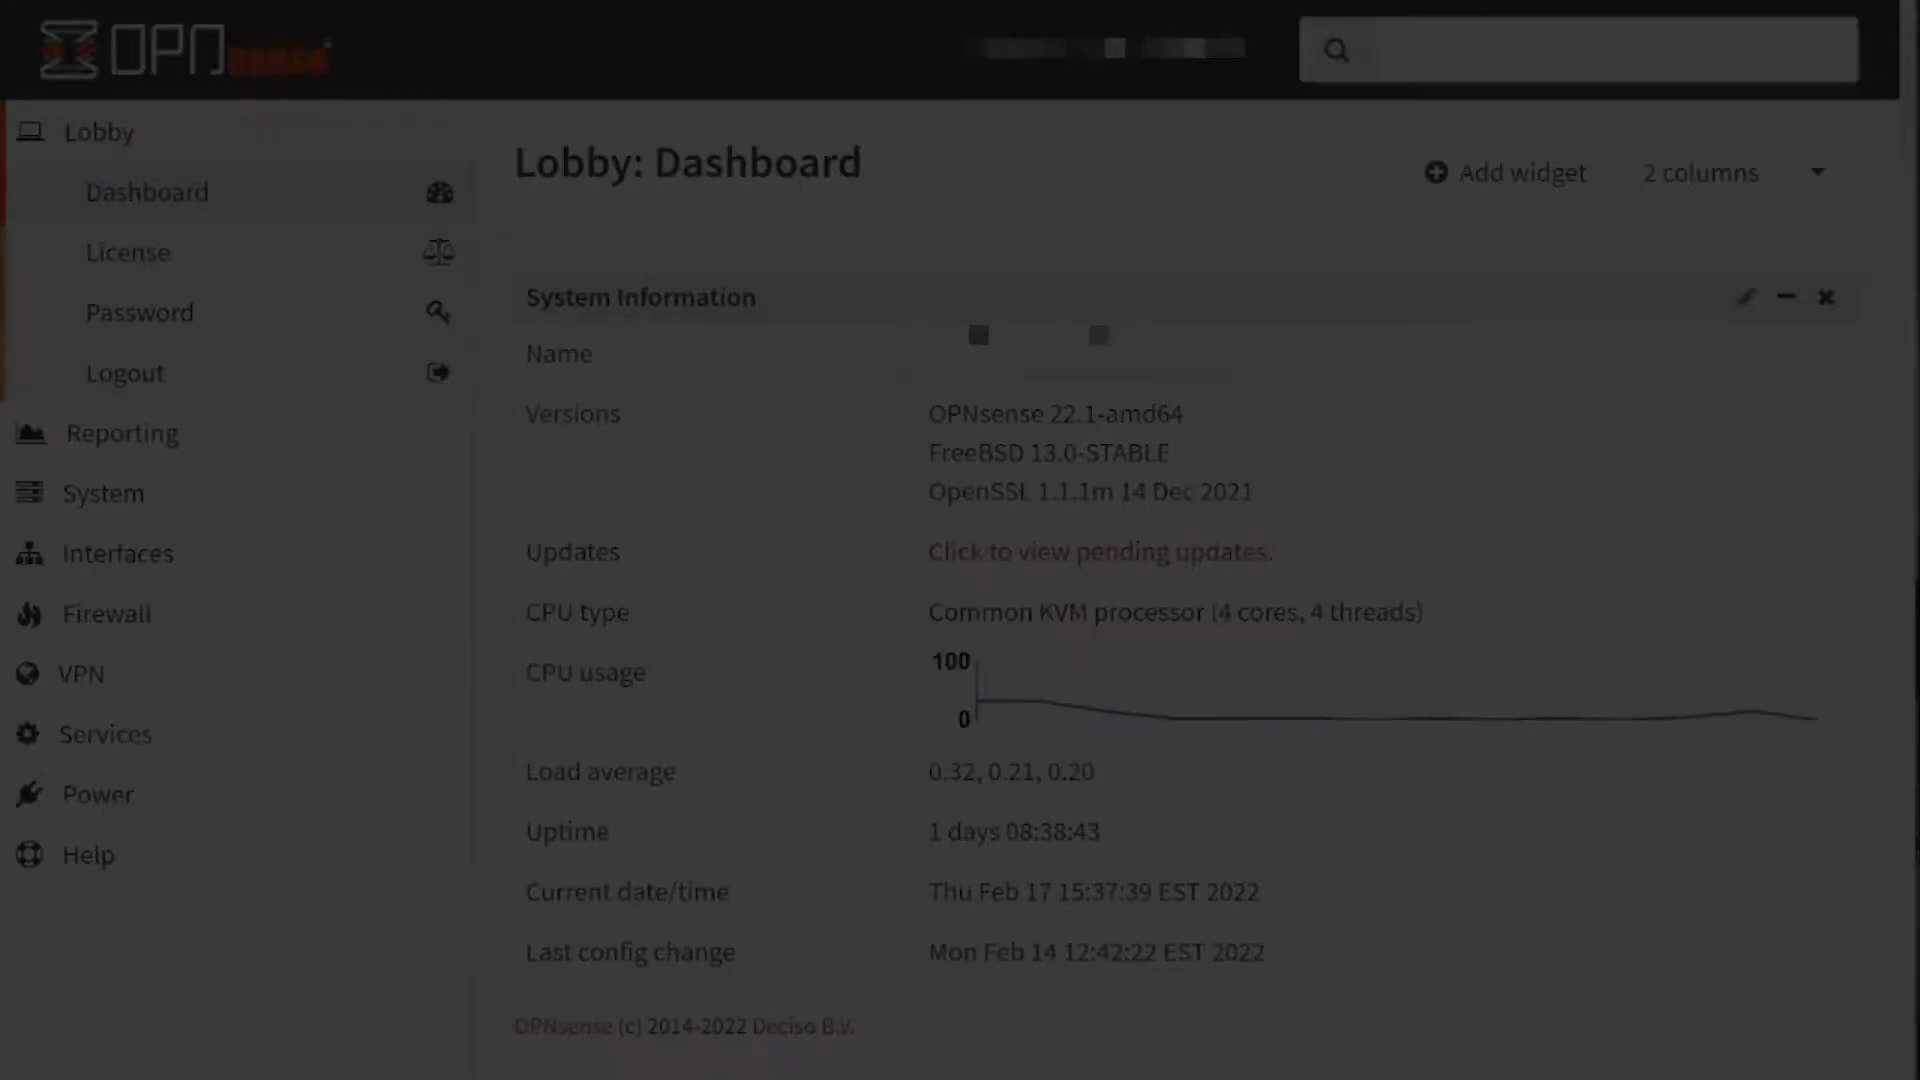 OPNsense
Lobby
Dashboard
License
Password
Logout
Reporting
System
Interfaces
Firewall
VPN
Services
Power
Help
Lobby: Dashboard
Add widget
2 columns
System Information
Name
Versions
OPNsense 22.1-amd64
FreeBSD 13.0-STABLE
OpenSSL 1.1.1m 14 Dec 2021
Updates
Click to view pending updates.
CPU type
Common KVM processor (4 cores, 4 threads)
CPU usage
100
0
Load average
0.32, 0.21, 0.20
Uptime
1 days 08:38:43
Current date/time
Thu Feb 17 15:37:39 EST 2022
Last config change
Mon Feb 14 12:42:22 EST 2022
OPNsense (c) 2014-2022 Deciso B.V.